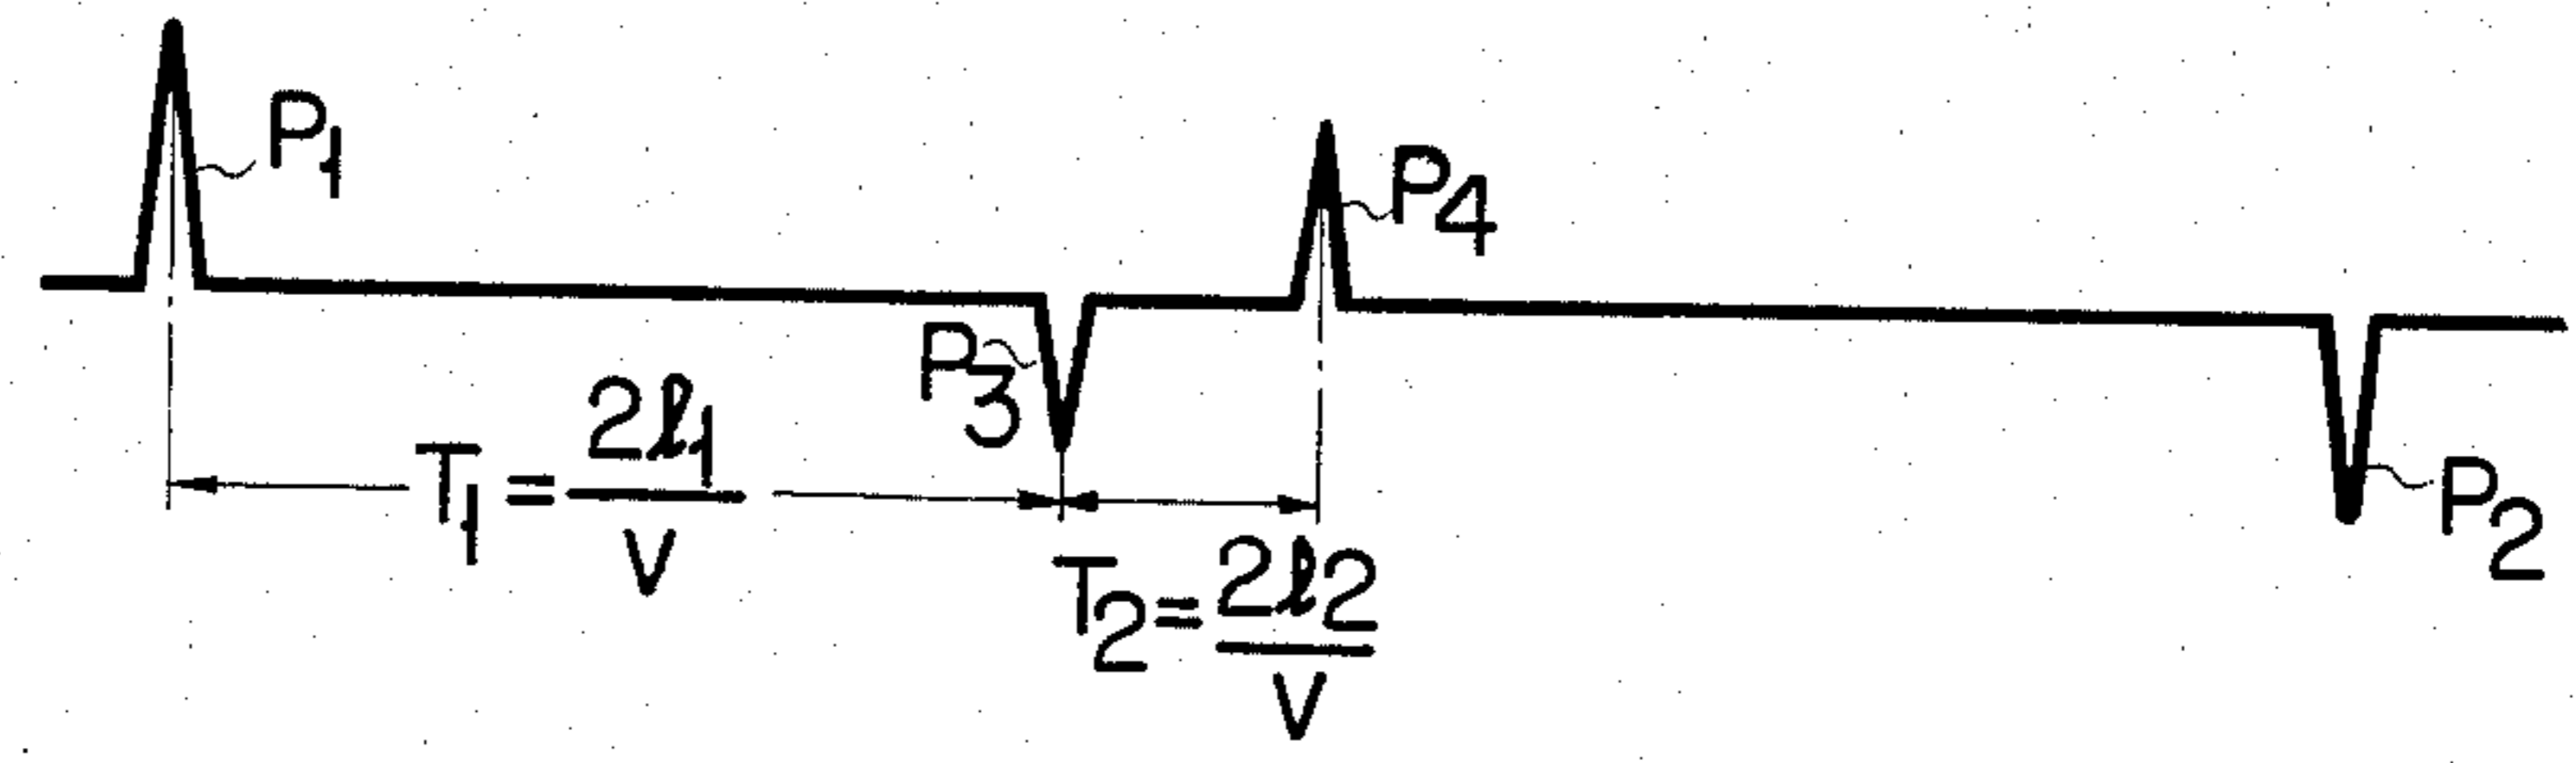 P1
P4
P3
T1 = 2ℓ1/V
T2 = 2ℓ2/V
P2